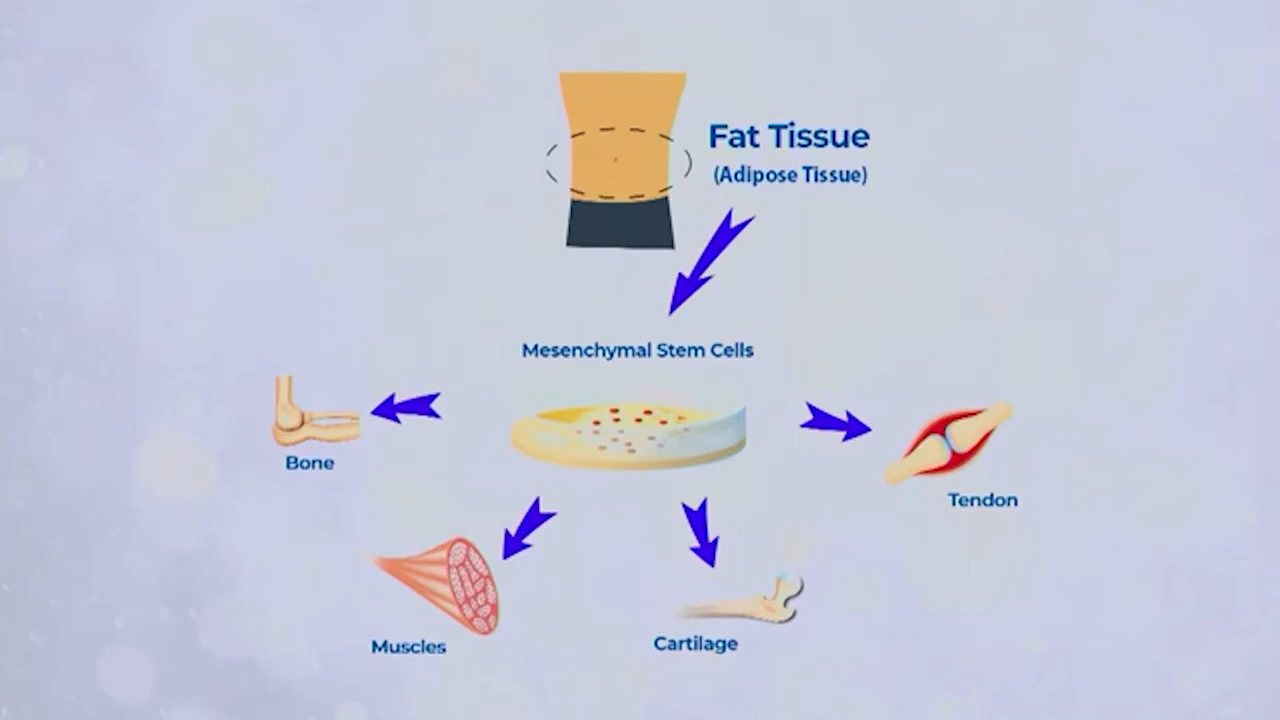 Fat Tissue
(Adipose Tissue)
Mesenchymal Stem Cells
Bone
Tendon
Muscles
Cartilage